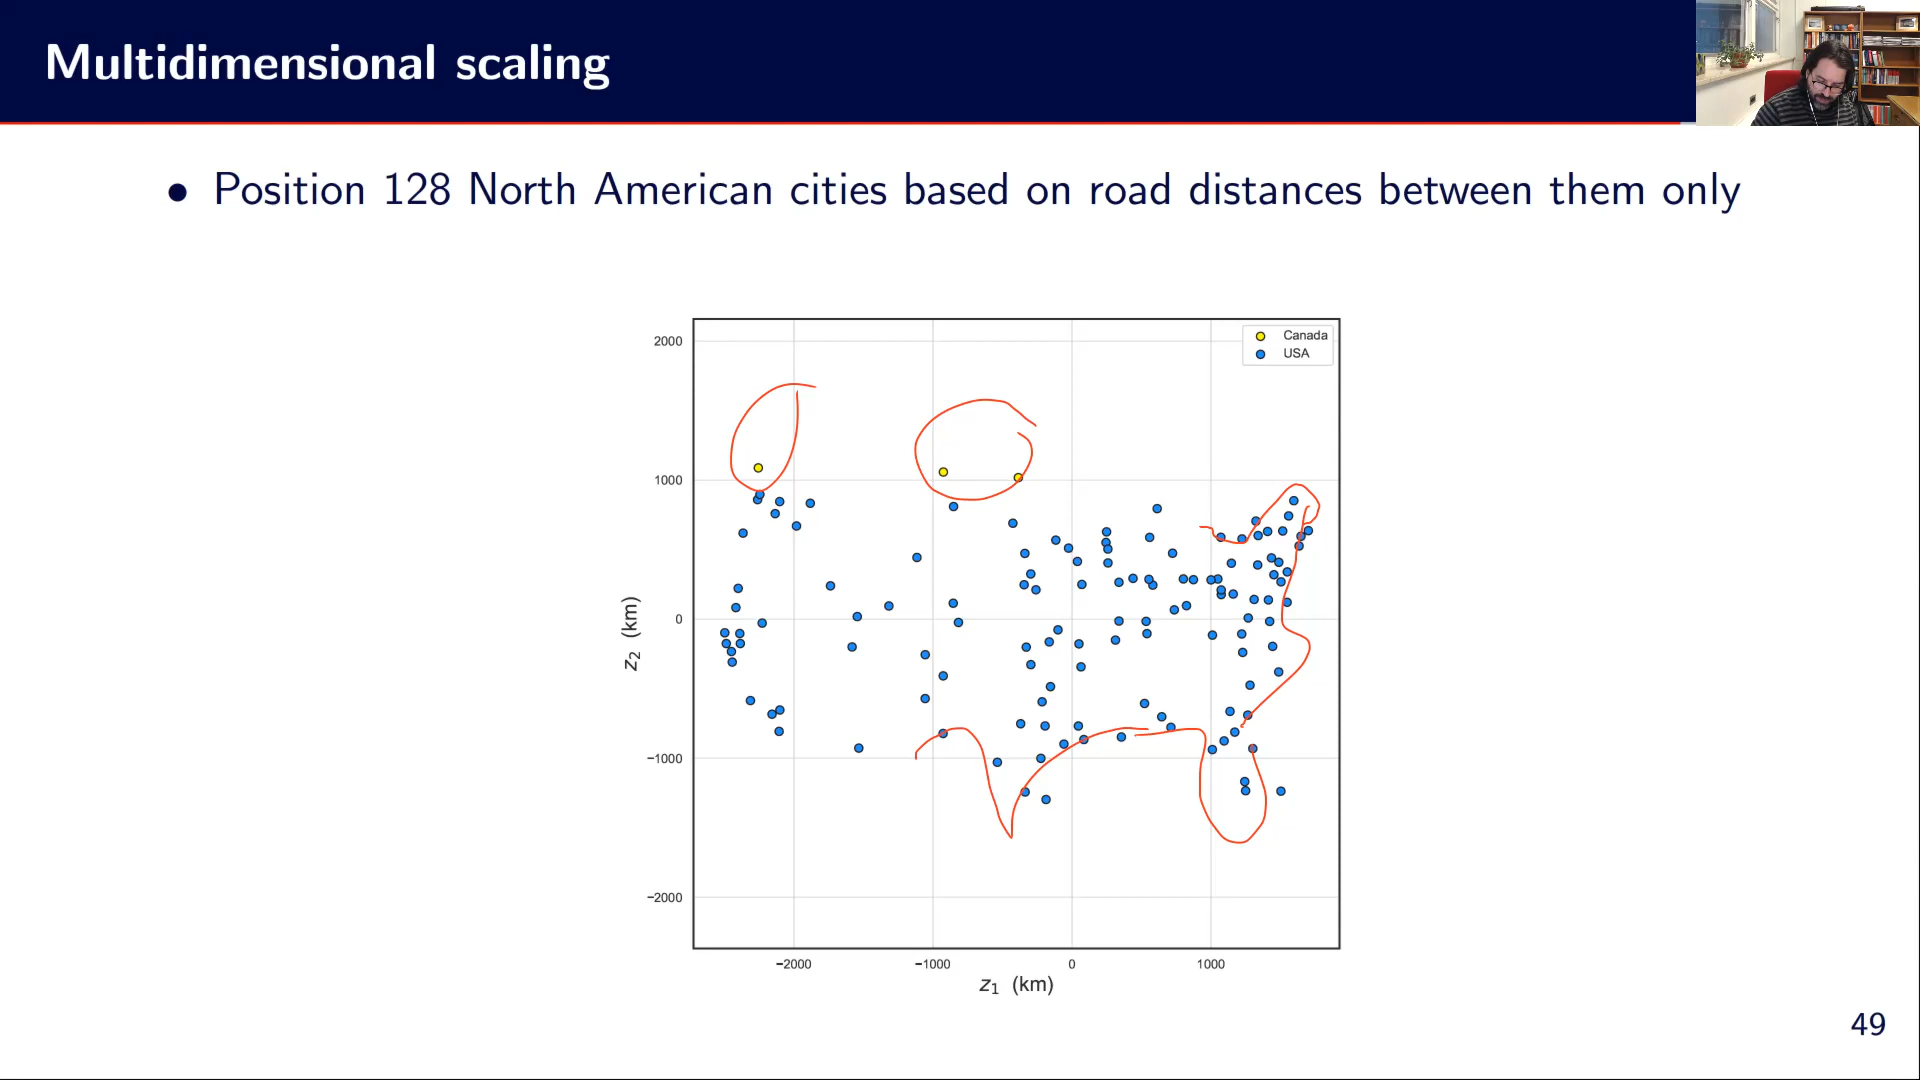 Multidimensional scaling
• Position 128 North American cities based on road distances between them only
Canada
USA
2000
1000
0
−1000
−2000
z₂ (km)
−2000 −1000 0 1000
z₁ (km)
49